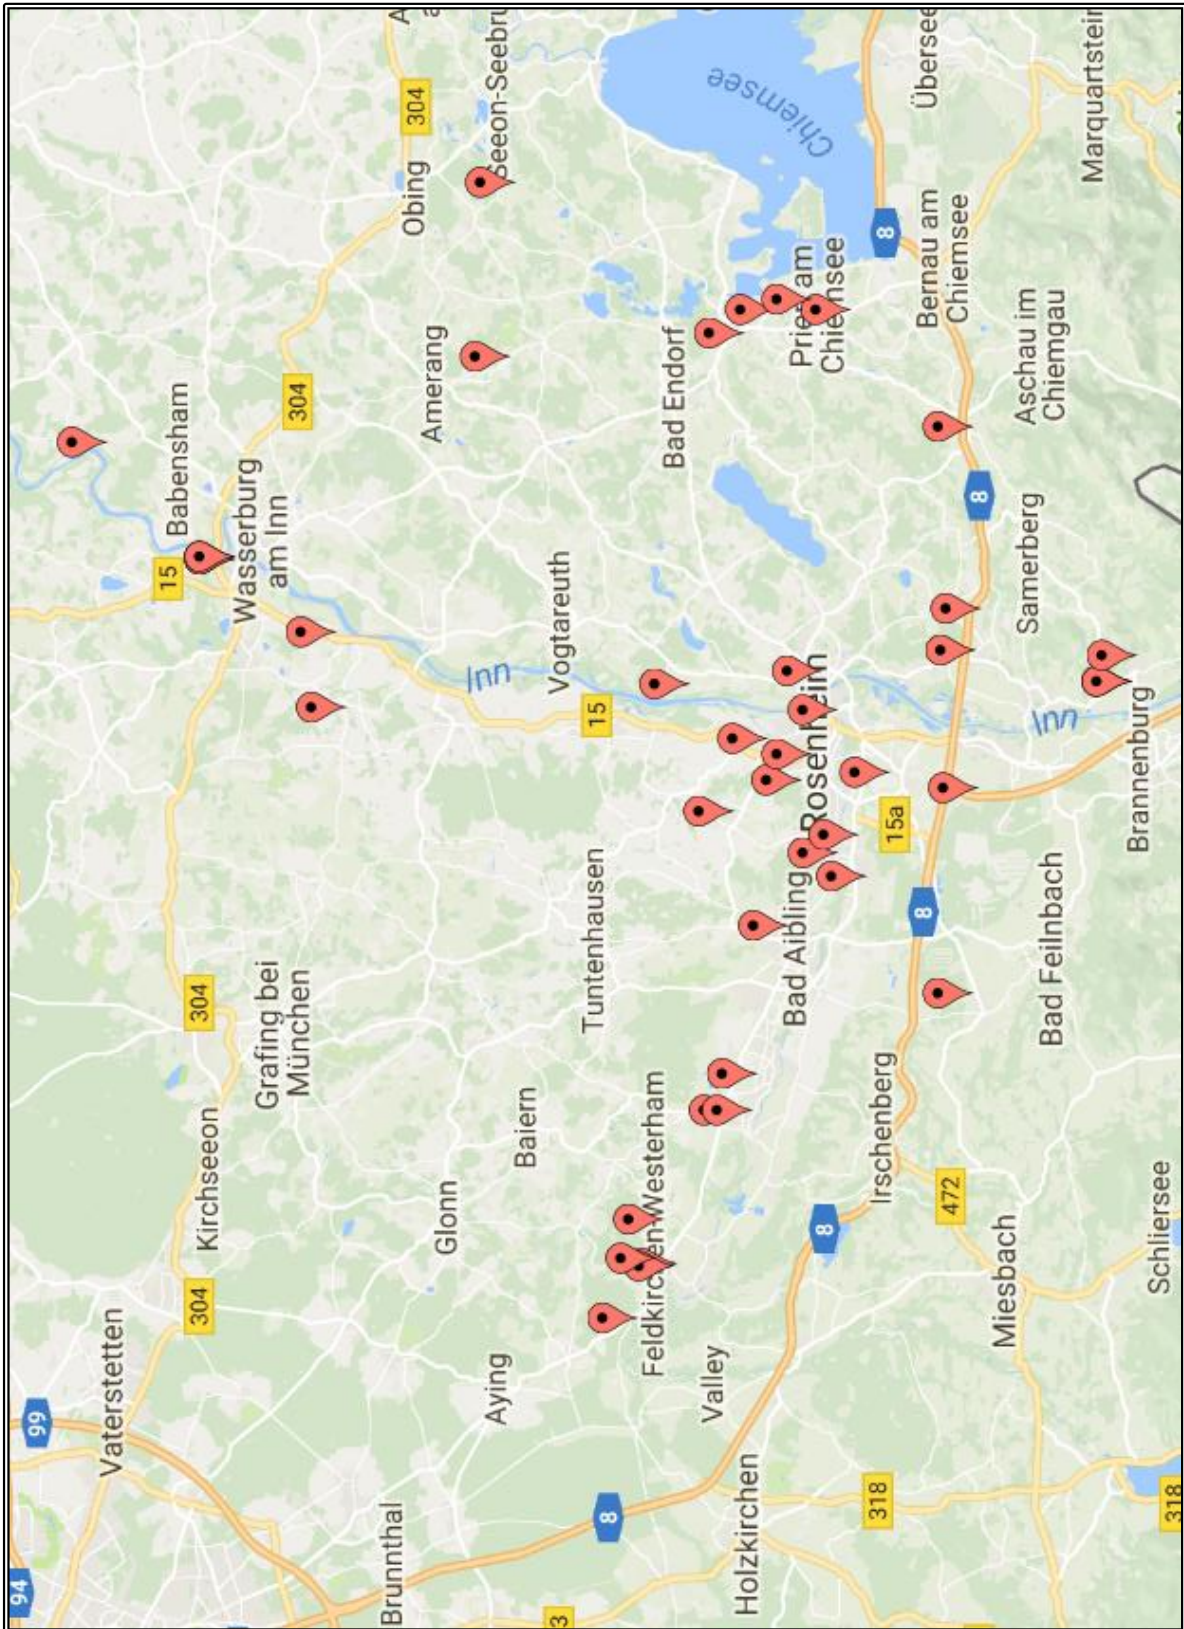 94
99
Vaterstetten
15
Babensham
304
Kirchseeon
304
Wasserburg
am Inn
Grafing bei
München
304
Brunnthal
Obing
304
Amerang
Glonn
Inn
Aying
Seeon-Seebru
Baiern
3
Vogtareuth
Tuntenhausen
15
8
Feldkirchen-Westerham
Bad Endorf
Valley
Holzkirchen
Chiemsee
Bad Aibling
Prien am
Chiemsee
Rosenheim
8
318
Irschenberg
8
15a
8
Übersee
Bernau am
Chiemsee
472
8
Miesbach
Aschau im
Chiemgau
Samerberg
Bad Feilnbach
Inn
Marquartstein
Brannenburg
Schliersee
318